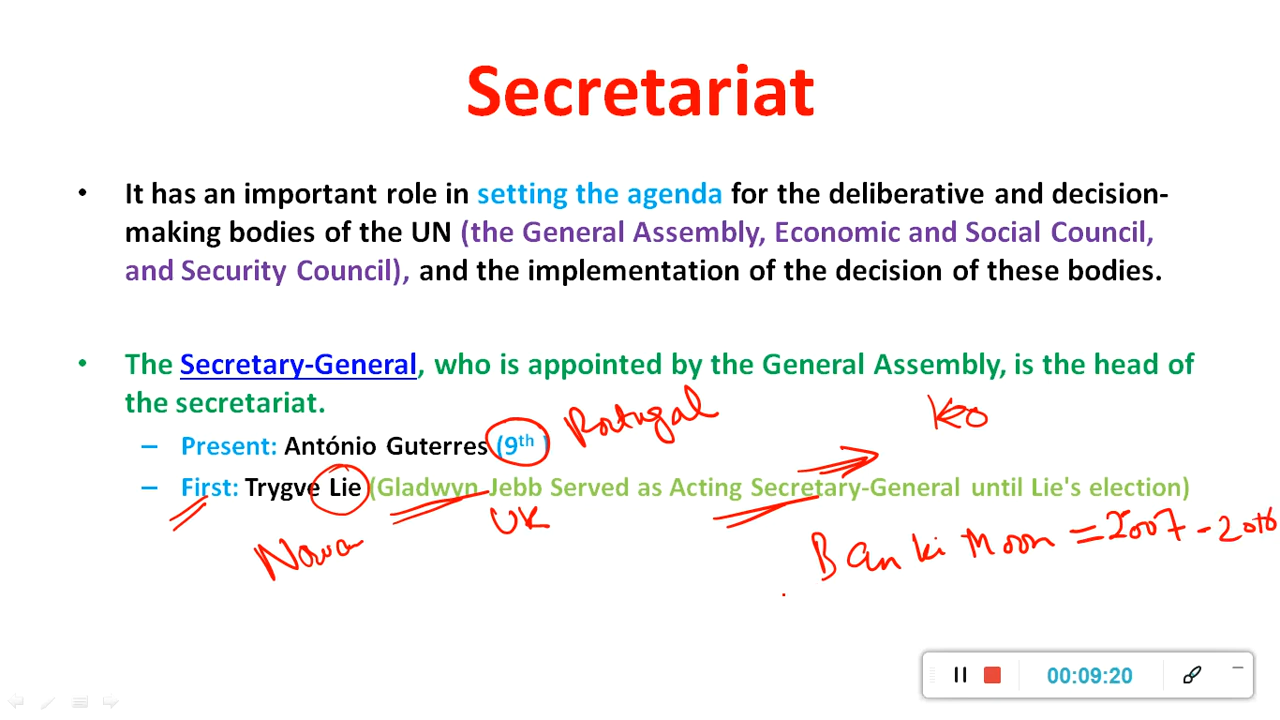 Secretariat
• It has an important role in setting the agenda for the deliberative and decision-
making bodies of the UN (the General Assembly, Economic and Social Council,
and Security Council), and the implementation of the decision of these bodies.
• The Secretary-General, who is appointed by the General Assembly, is the head of
the secretariat.
– Present: António Guterres (9th)
Portugal
– First: Trygve Lie (Gladwyn Jebb Served as Acting Secretary-General until Lie's election)
UK
Ban ki Moon = 2007 - 2016
00:09:20